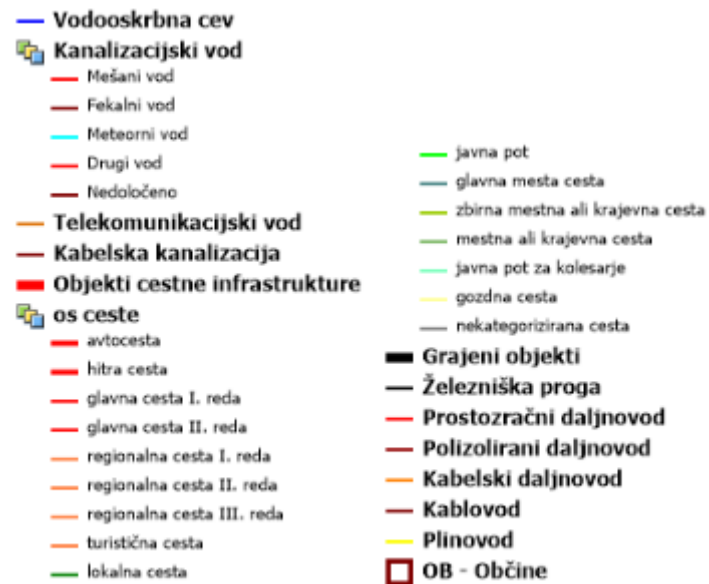 Vodooskrbna cev
Kanalizacijski vod
Mešani vod
Fekalni vod
Meteorni vod
Drugi vod
Nedoločeno
Telekomunikacijski vod
Kabelska kanalizacija
Objekti cestne infrastrukture
os ceste
avtocesta
hitra cesta
glavna cesta I. reda
glavna cesta II. reda
regionalna cesta I. reda
regionalna cesta II. reda
regionalna cesta III. reda
turistična cesta
lokalna cesta
javna pot
glavna mesta cesta
zbirna mestna ali krajevna cesta
mestna ali krajevna cesta
javna pot za kolesarje
gozdna cesta
nekategorizirana cesta
Grajeni objekti
Železniška proga
Prostozračni daljnovod
Polizolirani daljnovod
Kabelski daljnovod
Kablovod
Plinovod
OB - Občine